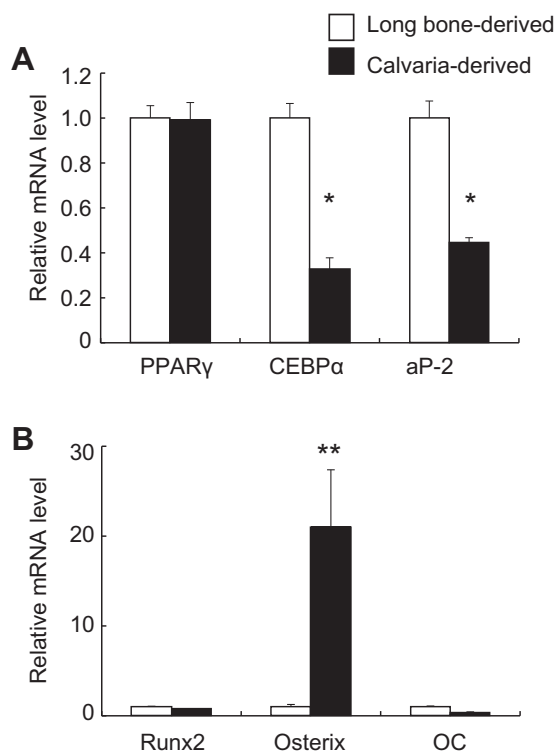 Long bone-derived
Calvaria-derived
A
Relative mRNA level
1.2
1.0
0.8
0.6
0.4
0.2
0
*
*
PPARγ CEBPα aP-2
B
Relative mRNA level
30
20
10
0
**
Runx2 Osterix OC